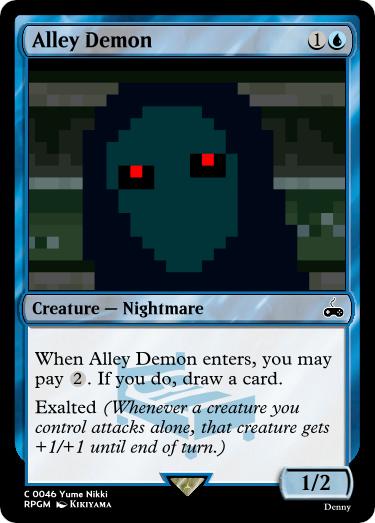 Alley Demon 1
Creature — Nightmare
When Alley Demon enters, you may
pay 2. If you do, draw a card.
Exalted (Whenever a creature you
control attacks alone, that creature gets
+1/+1 until end of turn.)
1/2
C 0046 Yume Nikki
RPGM KIKIYAMA
Denny